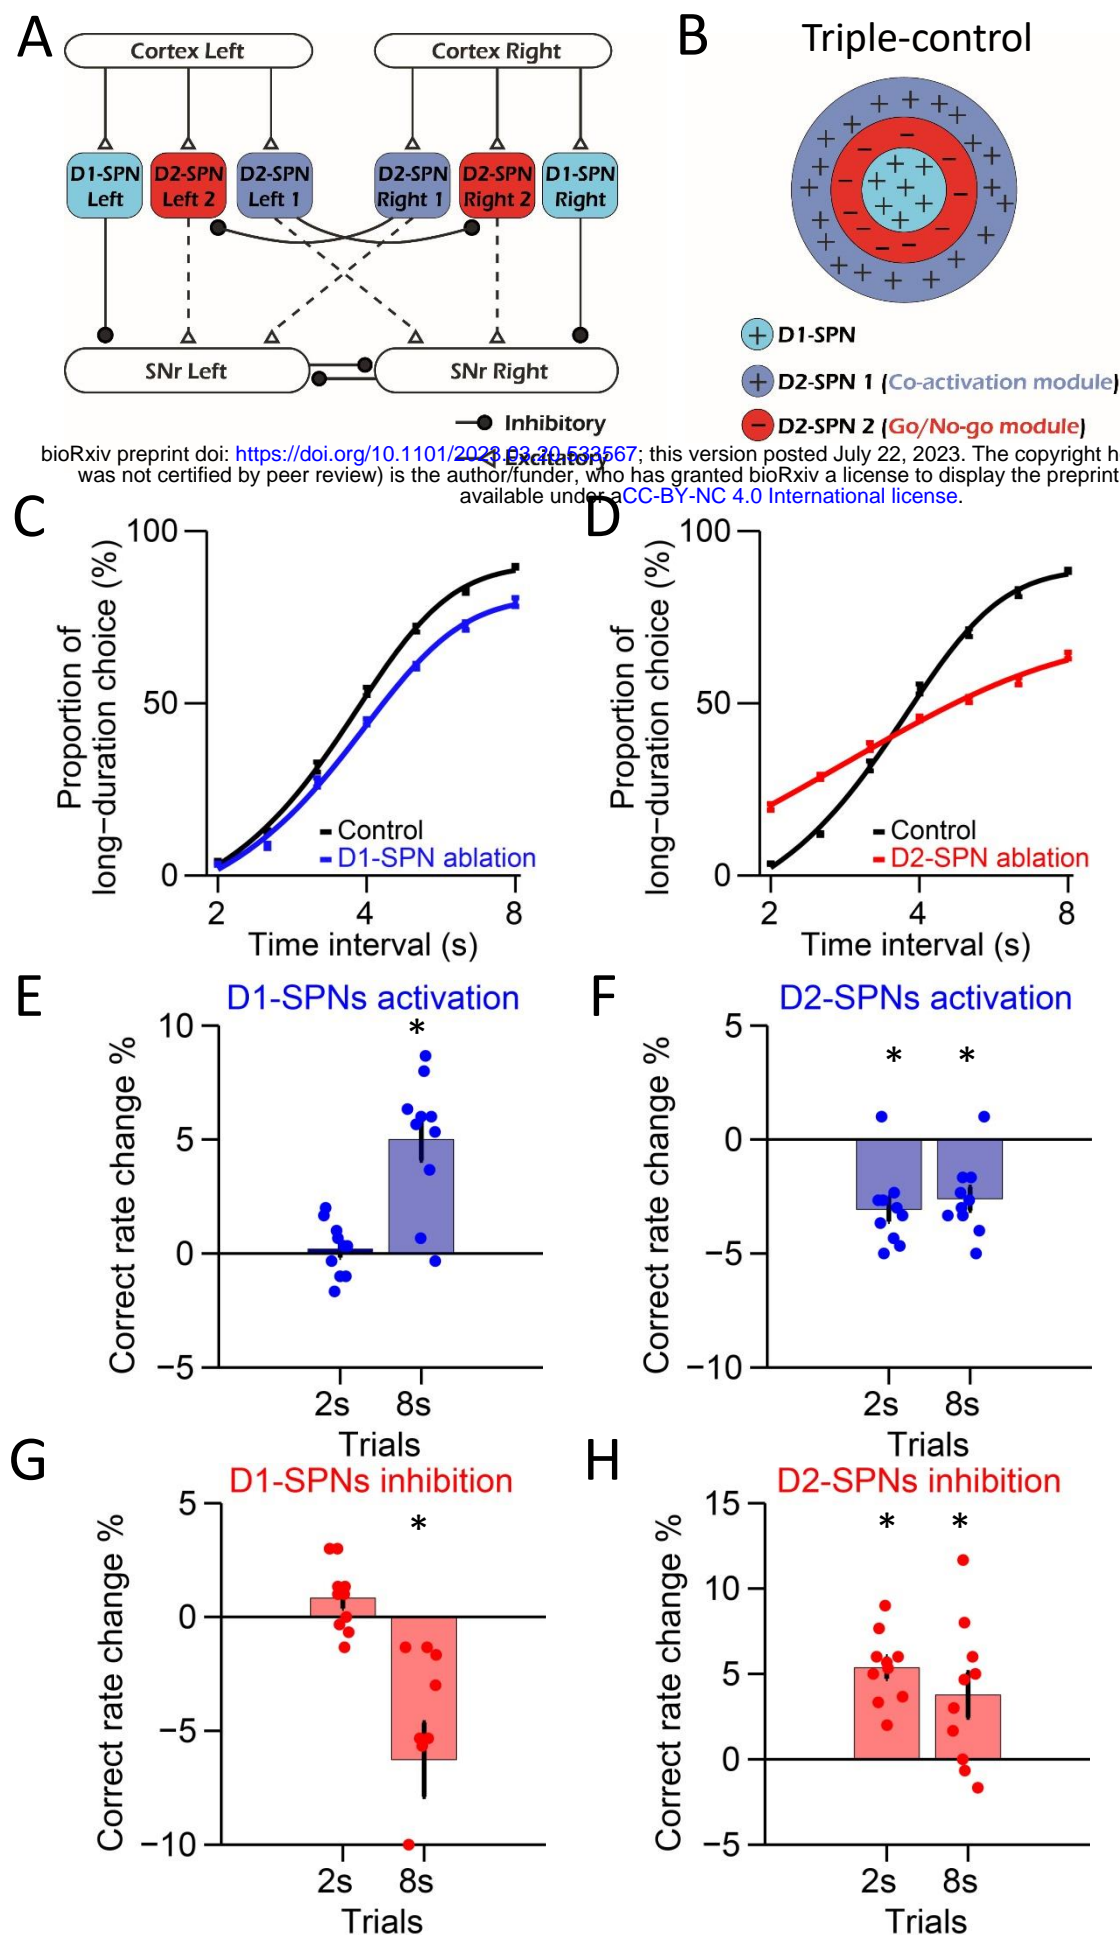 A
Cortex Left
Cortex Right
D1-SPN Left
D2-SPN Left 2
D2-SPN Left 1
D2-SPN Right 1
D2-SPN Right 2
D1-SPN Right
SNr Left
SNr Right
Inhibitory
Excitatory
B
Triple-control
D1-SPN
D2-SPN 1 (Co-activation module)
D2-SPN 2 (Go/No-go module)
bioRxiv preprint doi: https://doi.org/10.1101/2023.03.20.533567; this version posted July 22, 2023. The copyright h
was not certified by peer review) is the author/funder, who has granted bioRxiv a license to display the preprint
available under aCC-BY-NC 4.0 International license.
C
Proportion of
long−duration choice (%)
100
50
0
Control
D1-SPN ablation
2 4 8
Time interval (s)
D
Proportion of
long−duration choice (%)
100
50
0
Control
D2-SPN ablation
2 4 8
Time interval (s)
E
D1-SPNs activation
Correct rate change %
10
5
0
−5
*
2s 8s
Trials
F
D2-SPNs activation
Correct rate change %
5
0
−5
−10
* *
2s 8s
Trials
G
D1-SPNs inhibition
Correct rate change %
5
0
−5
−10
*
2s 8s
Trials
H
D2-SPNs inhibition
Correct rate change %
15
10
5
0
−5
* *
2s 8s
Trials